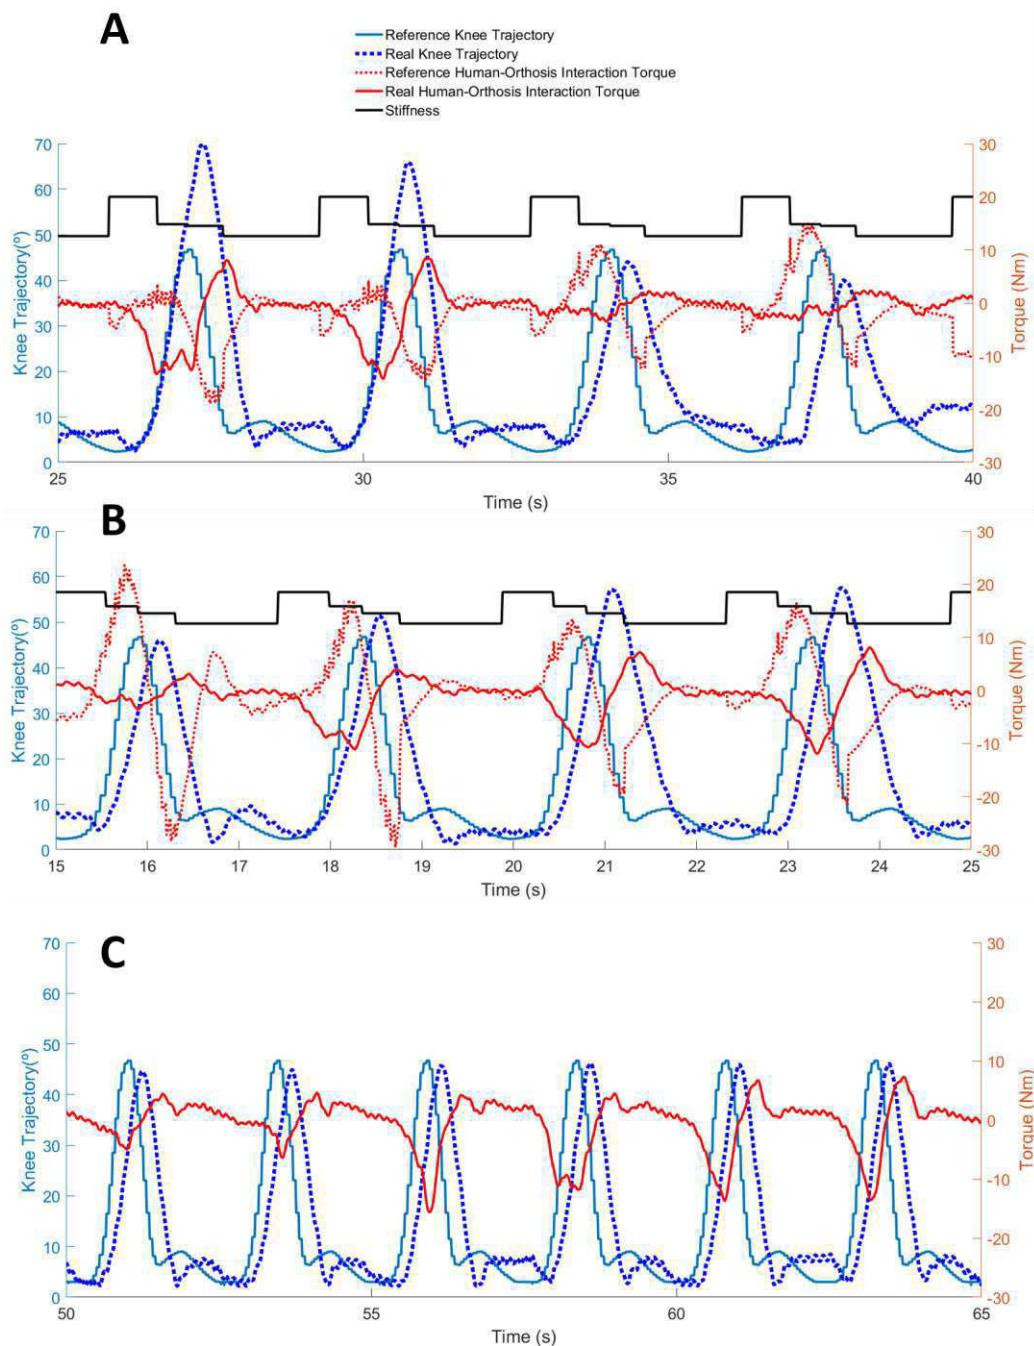 A
Reference Knee Trajectory
Real Knee Trajectory
Reference Human-Orthosis Interaction Torque
Real Human-Orthosis Interaction Torque
Stiffness
70 30
60 20
50 10
40 0
30
20 -10
10 -20
0 -30
Knee Trajectory(º)
Torque (Nm)
25 30 35 40
Time (s)
B
70 30
60 20
50 10
40 0
30
20 -10
10 -20
0 -30
Knee Trajectory(º)
Torque (Nm)
15 16 17 18 19 20 21 22 23 24 25
Time (s)
C
70 30
60 20
50 10
40 0
30
20 -10
10 -20
0 -30
Knee Trajectory(º)
Torque (Nm)
50 55 60 65
Time (s)